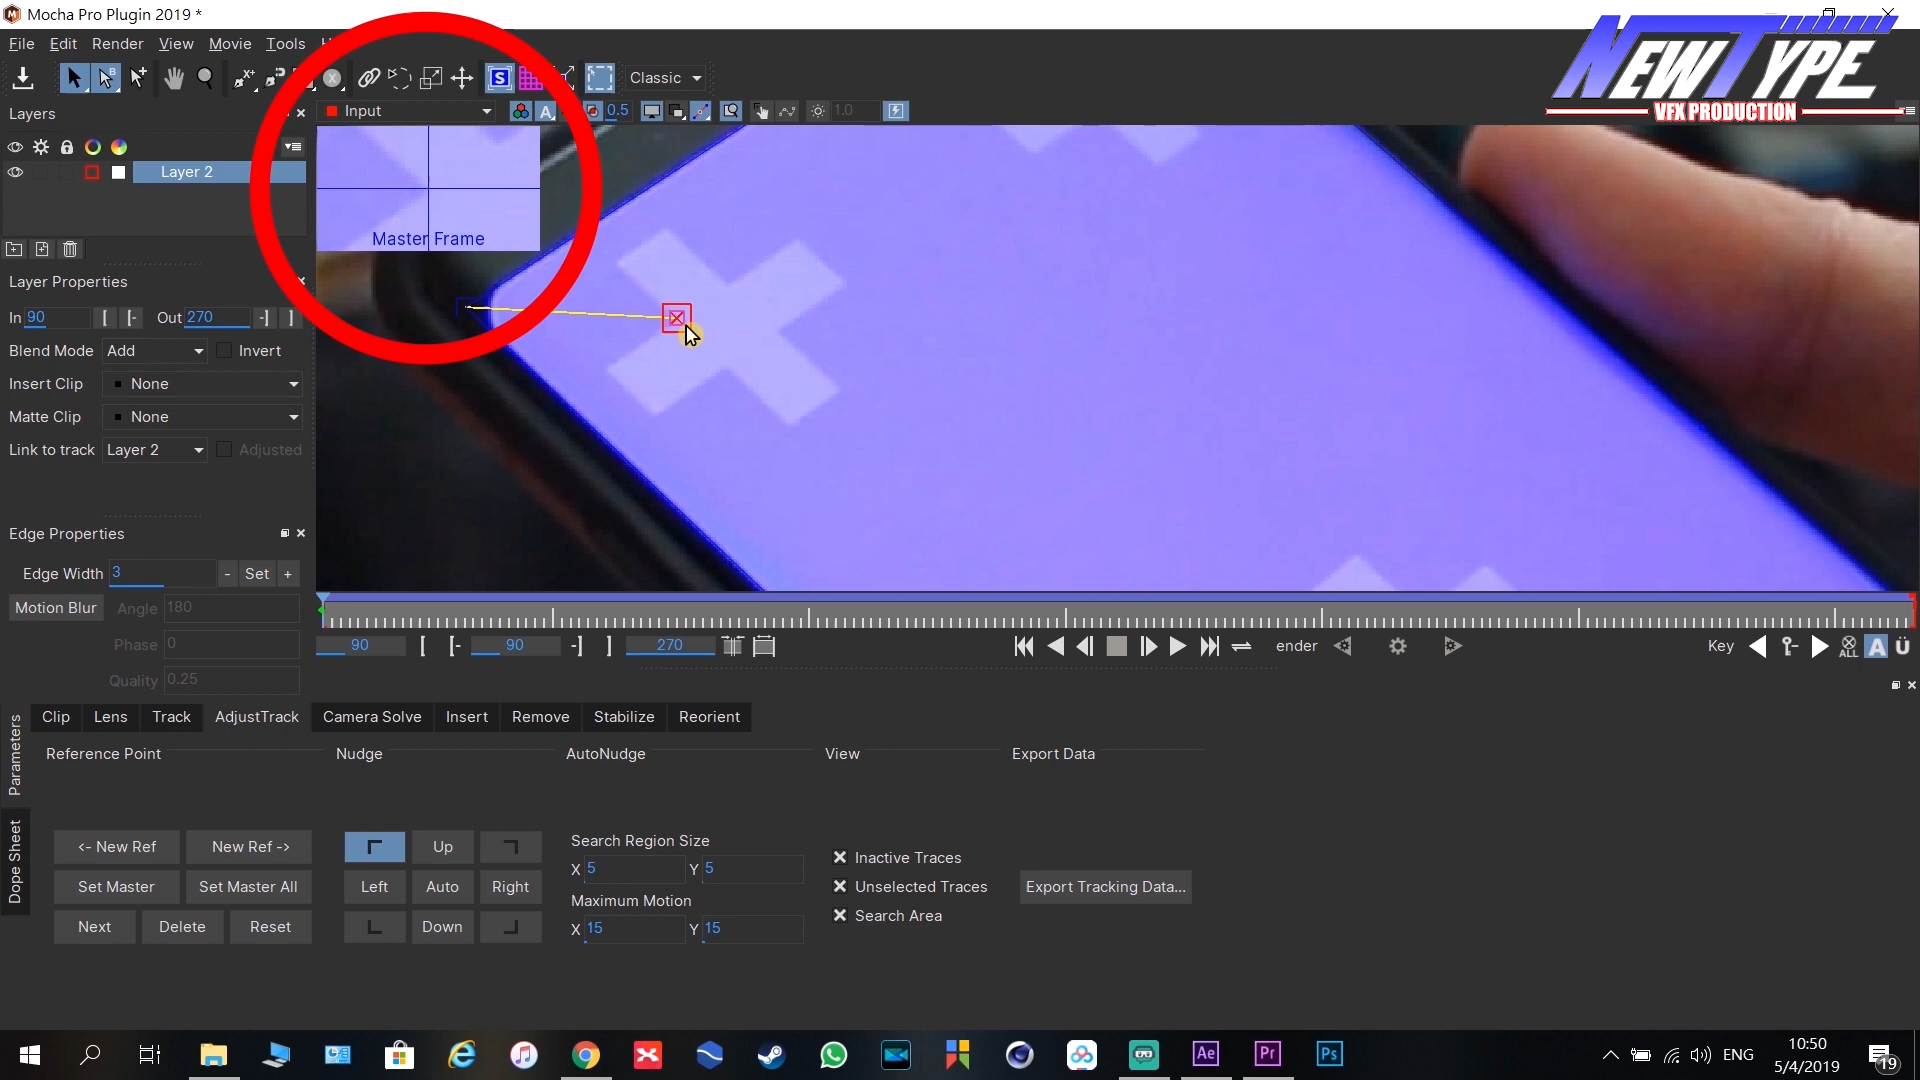 Mocha Pro Plugin 2019 *
File Edit Render View Movie Tools
Classic
NEWTYPE
VFX PRODUCTION
Layers
Input
A
0.5
1.0
Layer 2
Master Frame
Layer Properties
In 90 [ [- Out 270 -] ]
Blend Mode Add Invert
Insert Clip None
Matte Clip None
Link to track Layer 2 Adjusted
Edge Properties
Edge Width 3 - Set +
Motion Blur Angle 180
Phase 0
Quality 0.25
90 [ [- 90 -] ] 270
ender
Key
ALL A Ü
Parameters
Dope Sheet
Clip Lens Track AdjustTrack Camera Solve Insert Remove Stabilize Reorient
Reference Point Nudge AutoNudge View Export Data
<- New Ref New Ref ->
Set Master Set Master All
Next Delete Reset
Up
Left Auto Right
Down
Search Region Size
X 5 Y 5
Maximum Motion
X 15 Y 15
Inactive Traces
Unselected Traces
Search Area
Export Tracking Data...
Ae Pr Ps
ENG
10:50
5/4/2019
19